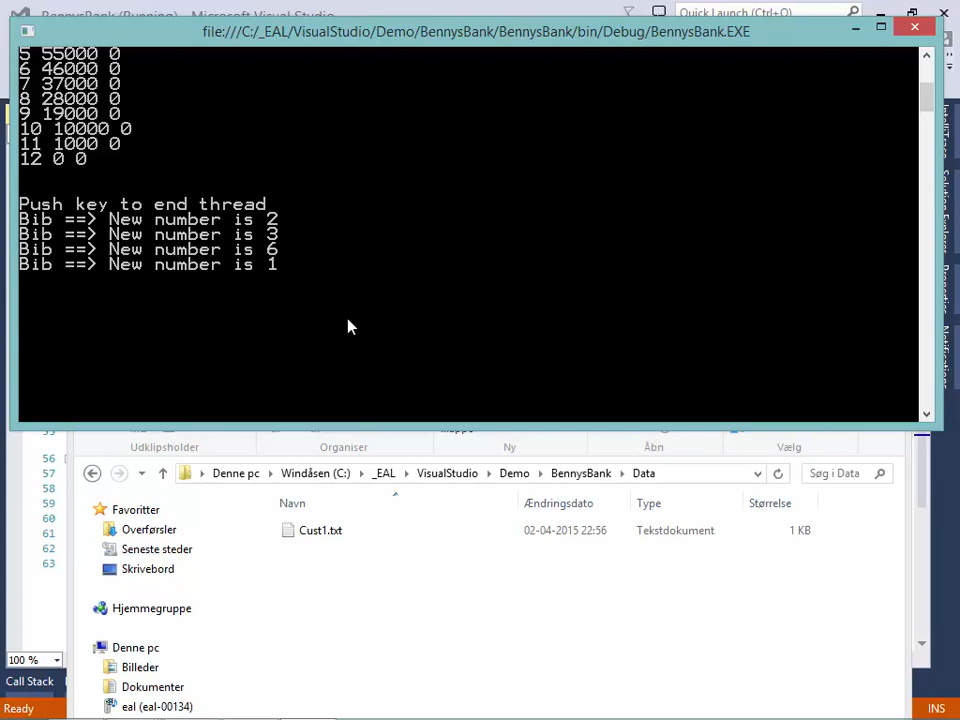 BennysBank (Running) - Microsoft Visual Studio
Quick Launch (Ctrl+Q)
file:///C:/_EAL/VisualStudio/Demo/BennysBank/BennysBank/bin/Debug/BennysBank.EXE
5 55000 0
6 46000 0
7 37000 0
8 28000 0
9 19000 0
10 10000 0
11 1000 0
12 0 0
Push key to end thread
Bib ==> New number is 2
Bib ==> New number is 3
Bib ==> New number is 6
Bib ==> New number is 1
IntelliTrace
Solution Explorer
Properties
Notifications
mappe
Udklipsholder Organiser Ny Åbn Vælg
Denne pc Windåsen (C:) _EAL VisualStudio Demo BennysBank Data
Søg i Data
Navn Ændringsdato Type Størrelse
Cust1.txt 02-04-2015 22:56 Tekstdokument 1 KB
Favoritter
Overførsler
Seneste steder
Skrivebord
Hjemmegruppe
Denne pc
Billeder
Dokumenter
eal (eal-00134)
55
56
57
58
59
60
61
62
63
100 %
Call Stack
Ready
INS